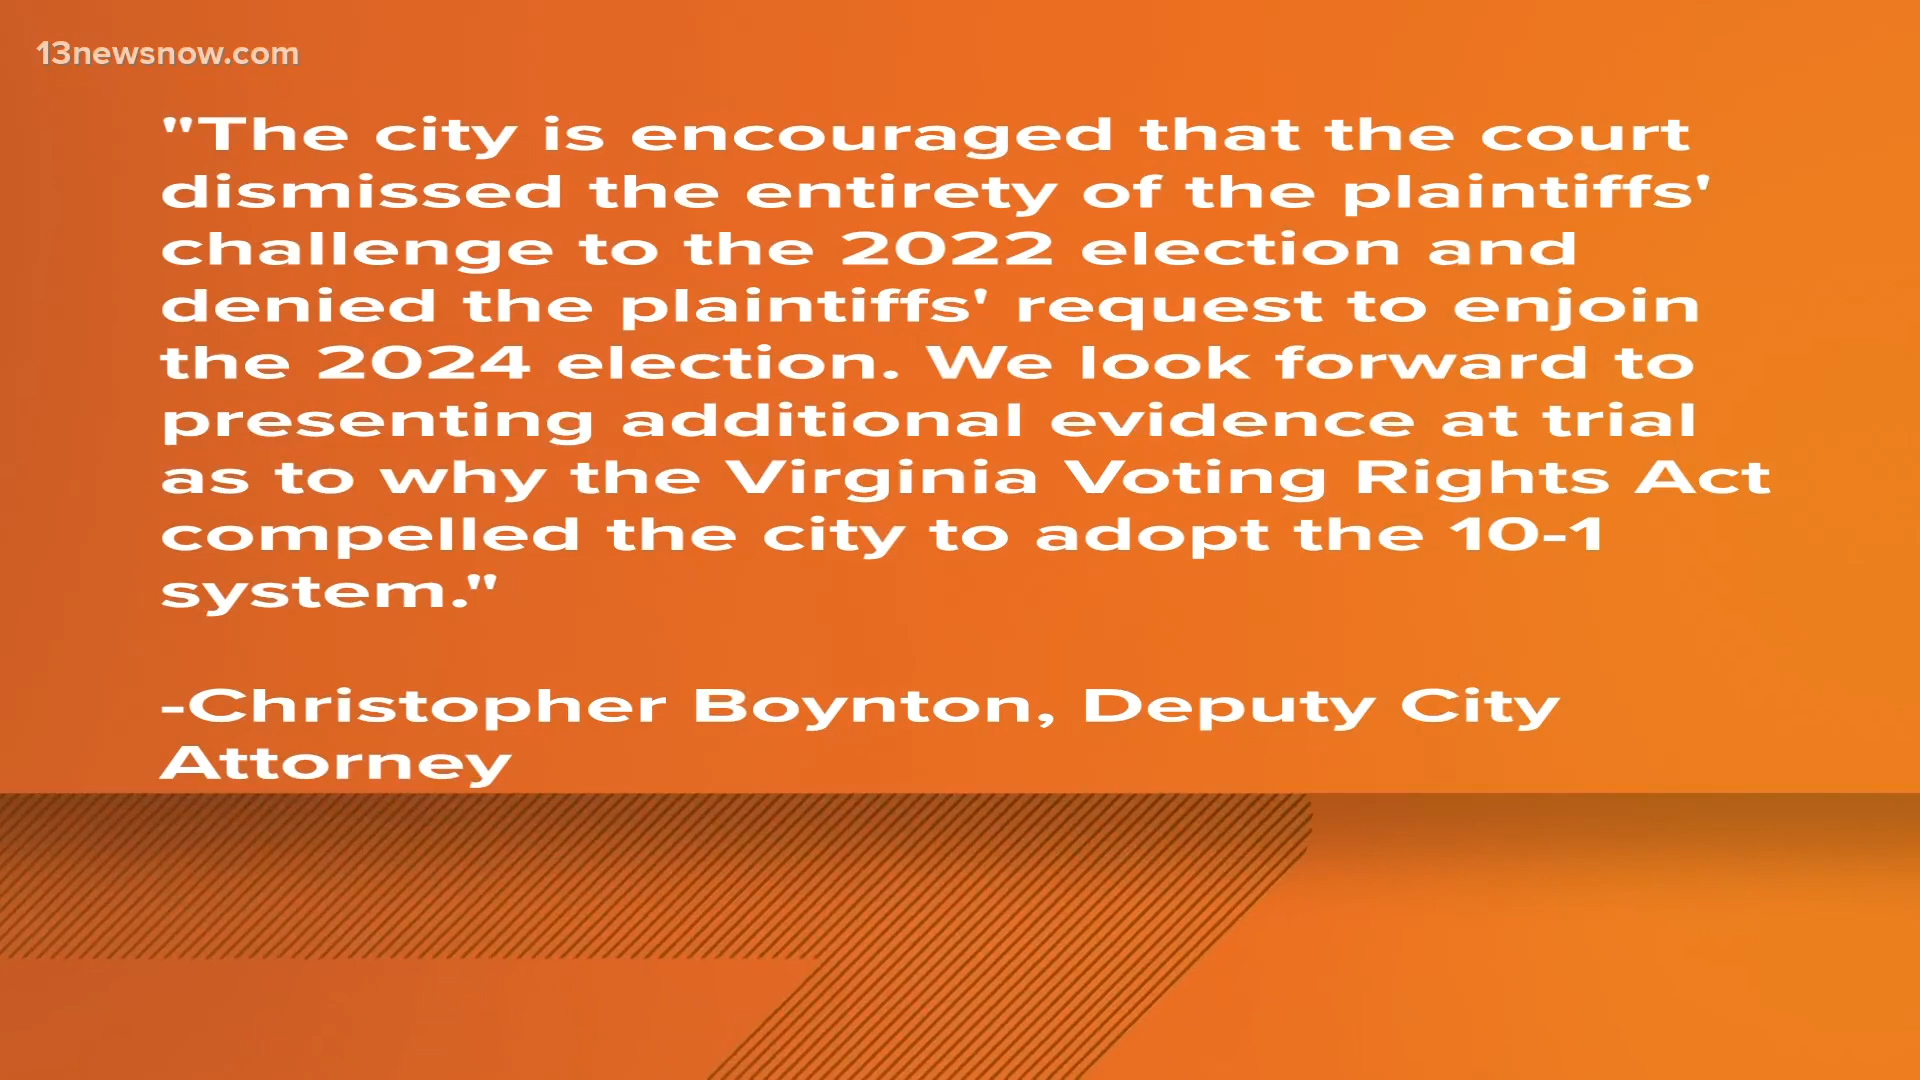 13newsnow.com
"The city is encouraged that the court
dismissed the entirety of the plaintiffs'
challenge to the 2022 election and
denied the plaintiffs' request to enjoin
the 2024 election. We look forward to
presenting additional evidence at trial
as to why the Virginia Voting Rights Act
compelled the city to adopt the 10-1
system."
-Christopher Boynton, Deputy City
Attorney